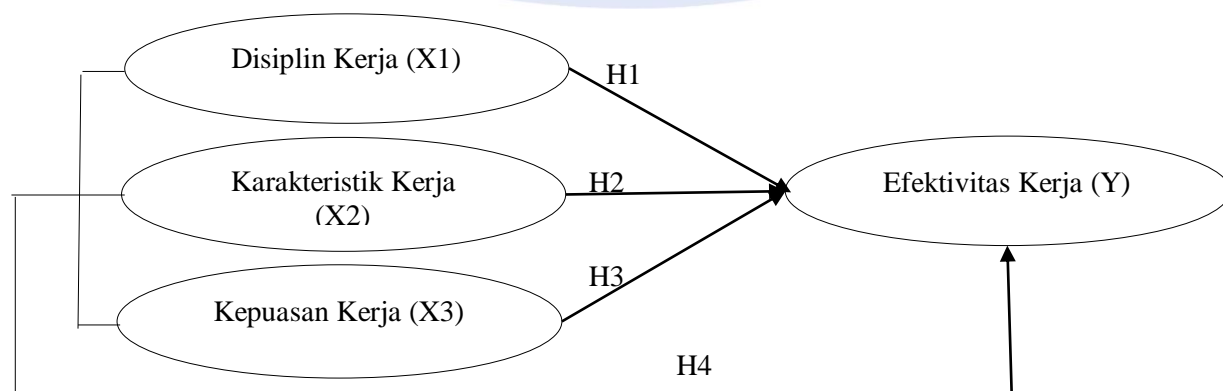 Disiplin Kerja (X1)
H1
Karakteristik Kerja
(X2)
H2
Efektivitas Kerja (Y)
H3
Kepuasan Kerja (X3)
H4